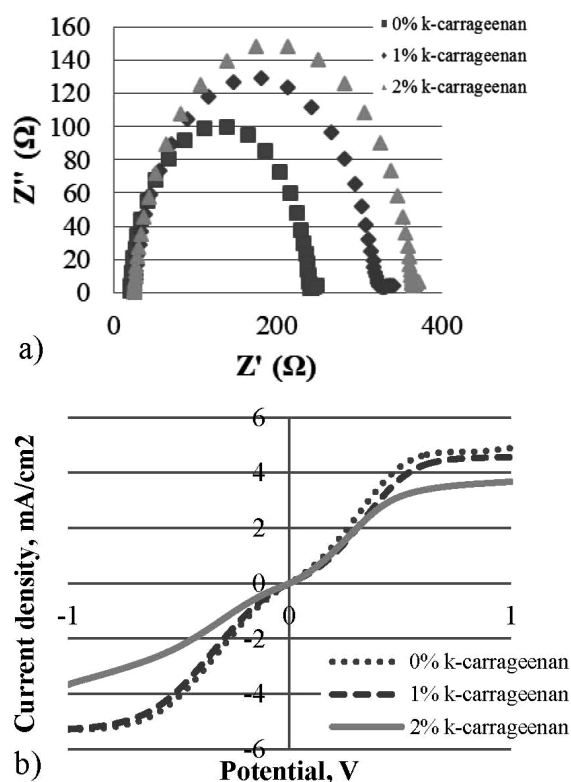 160
140
120
100
80
60
40
20
0
Z'' (Ω)
0% k-carrageenan
1% k-carrageenan
2% k-carrageenan
0 200 400
Z' (Ω)
a)
6
4
2
0
-2
-4
-6
-1 0 1
Current density, mA/cm2
0% k-carrageenan
1% k-carrageenan
2% k-carrageenan
Potential, V
b)